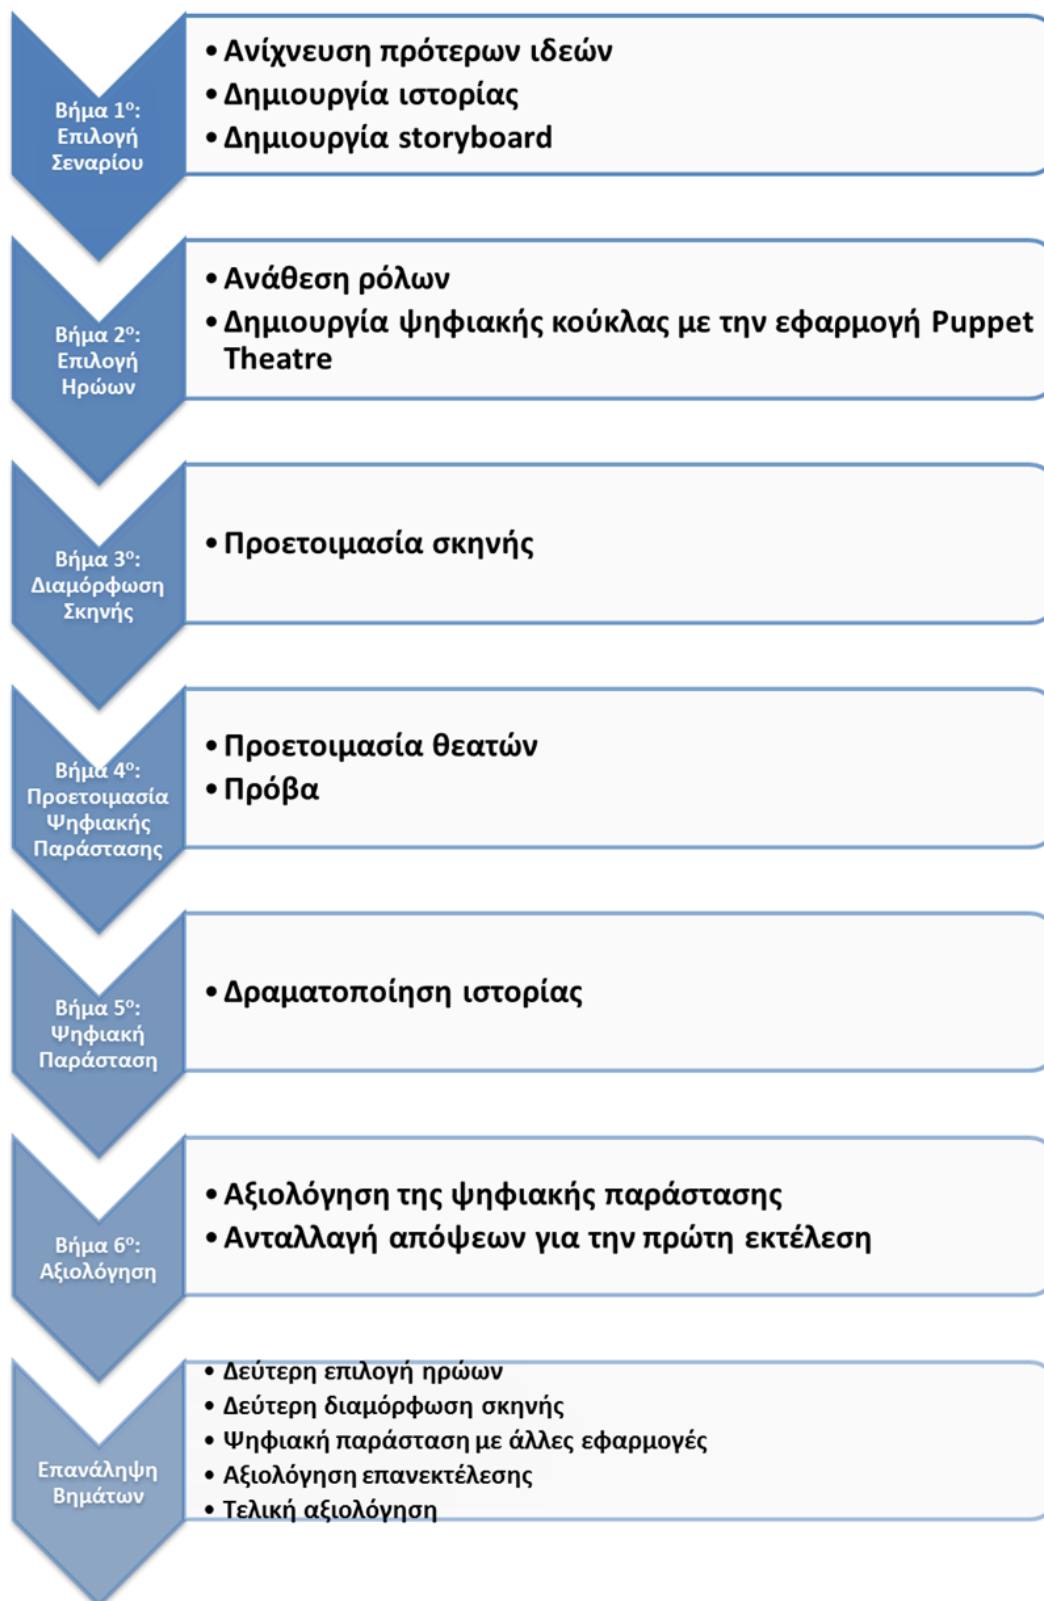 Βήμα 1ο:
Επιλογή
Σεναρίου
• Ανίχνευση πρότερων ιδεών
• Δημιουργία ιστορίας
• Δημιουργία storyboard
Βήμα 2ο:
Επιλογή
Ηρώων
• Ανάθεση ρόλων
• Δημιουργία ψηφιακής κούκλας με την εφαρμογή Puppet
Theatre
Βήμα 3ο:
Διαμόρφωση
Σκηνής
• Προετοιμασία σκηνής
Βήμα 4ο:
Προετοιμασία
Ψηφιακής
Παράστασης
• Προετοιμασία θεατών
• Πρόβα
Βήμα 5ο:
Ψηφιακή
Παράσταση
• Δραματοποίηση ιστορίας
Βήμα 6ο:
Αξιολόγηση
• Αξιολόγηση της ψηφιακής παράστασης
• Ανταλλαγή απόψεων για την πρώτη εκτέλεση
Επανάληψη
Βημάτων
• Δεύτερη επιλογή ηρώων
• Δεύτερη διαμόρφωση σκηνής
• Ψηφιακή παράσταση με άλλες εφαρμογές
• Αξιολόγηση επανεκτέλεσης
• Τελική αξιολόγηση